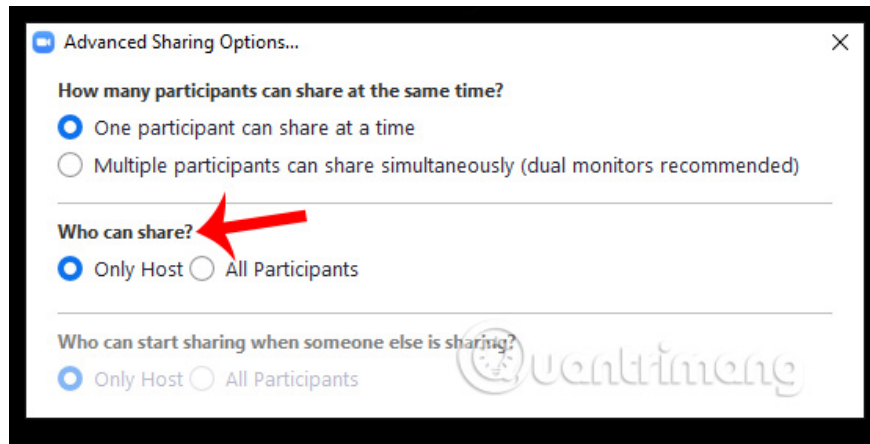 Advanced Sharing Options...
How many participants can share at the same time?
One participant can share at a time
Multiple participants can share simultaneously (dual monitors recommended)
Who can share?
Only Host All Participants
Who can start sharing when someone else is sharing?
Only Host All Participants
Quantrimang